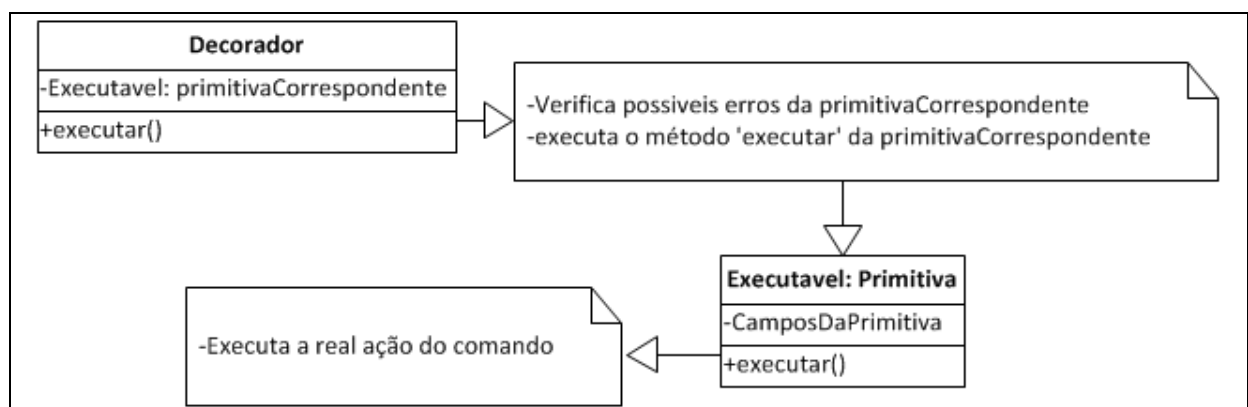 Decorador
-Executavel: primitivaCorrespondente
+executar()
-Verifica possiveis erros da primitivaCorrespondente
-executa o método 'executar' da primitivaCorrespondente
Executavel: Primitiva
-CamposDaPrimitiva
+executar()
-Executa a real ação do comando